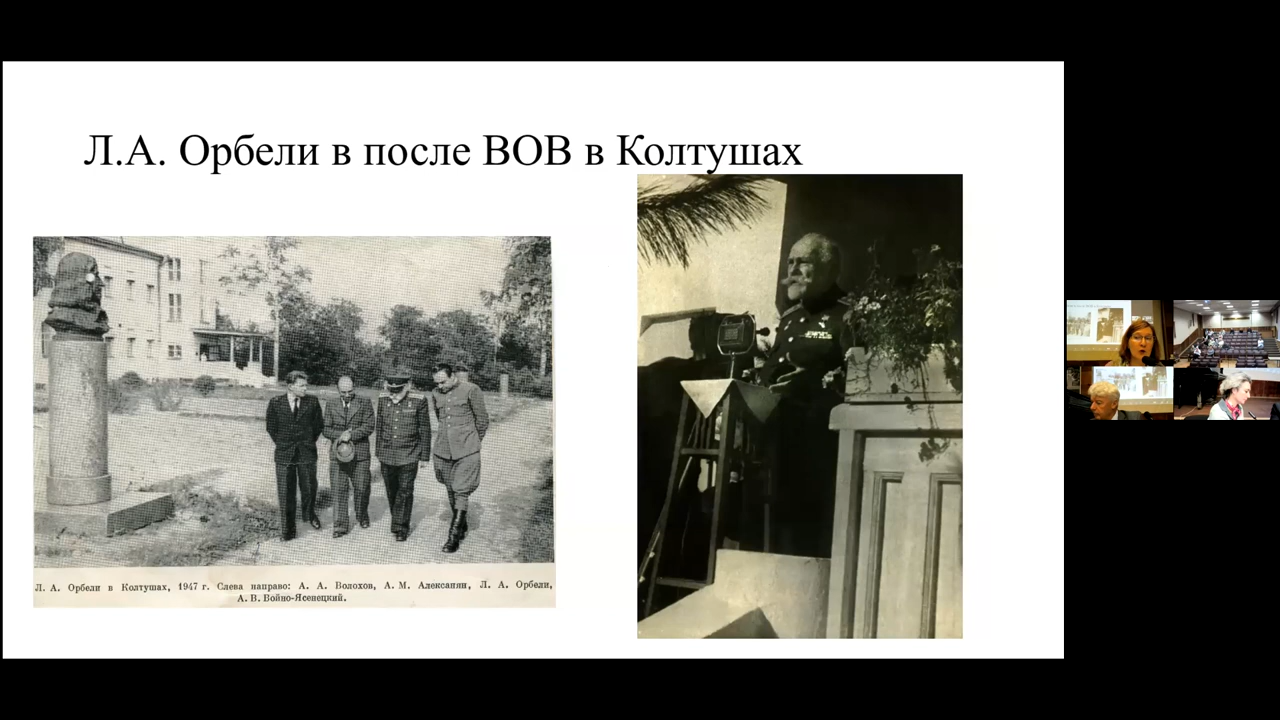 Л.А. Орбели в после ВОВ в Колтушах
Л. А. Орбели в Колтушах, 1947 г. Слева направо: А. А. Волохов, А. М. Алексанян, Л. А. Орбели,
А. В. Войно-Ясенецкий.